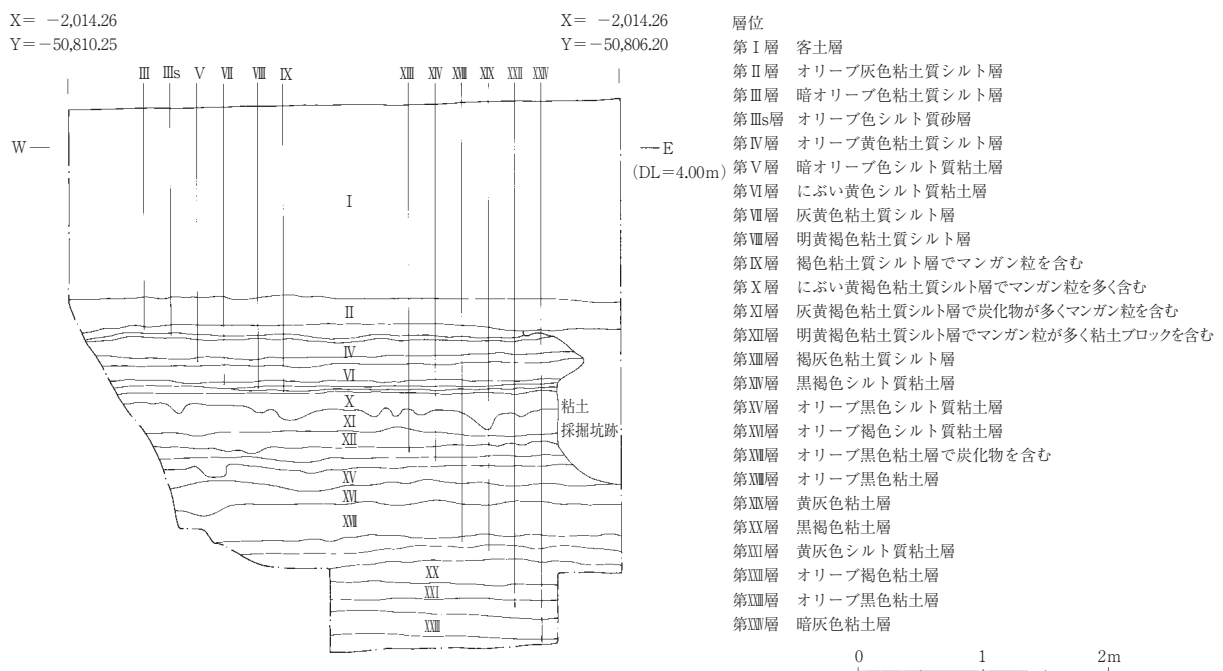 X= −2,014.26
Y=−50,810.25
X= −2,014.26
Y=−50,806.20
Ⅲ Ⅲs Ⅴ Ⅶ Ⅷ Ⅸ ⅩⅢ ⅩⅣ ⅩⅧ ⅩⅨ ⅩⅫ ⅩⅩⅣ
W
E
(DL=4.00m)
Ⅰ
Ⅱ
Ⅳ
Ⅵ
Ⅹ
Ⅺ
Ⅻ
ⅩⅤ
ⅩⅥ
ⅩⅦ
ⅩⅩ
ⅩⅪ
ⅩⅩⅢ
粘土
採掘坑跡
層位
第Ⅰ層 客土層
第Ⅱ層 オリーブ灰色粘土質シルト層
第Ⅲ層 暗オリーブ色粘土質シルト層
第Ⅲs層 オリーブ色シルト質砂層
第Ⅳ層 オリーブ黄色粘土質シルト層
第Ⅴ層 暗オリーブ色シルト質粘土層
第Ⅵ層 にぶい黄色シルト質粘土層
第Ⅶ層 灰黄色粘土質シルト層
第Ⅷ層 明黄褐色粘土質シルト層
第Ⅸ層 褐色粘土質シルト層でマンガン粒を含む
第Ⅹ層 にぶい黄褐色粘土質シルト層でマンガン粒を多く含む
第Ⅺ層 灰黄褐色粘土質シルト層で炭化物が多くマンガン粒を含む
第Ⅻ層 明黄褐色粘土質シルト層でマンガン粒が多く粘土ブロックを含む
第ⅩⅢ層 褐灰色粘土質シルト層
第ⅩⅣ層 黒褐色シルト質粘土層
第ⅩⅤ層 オリーブ黒色シルト質粘土層
第ⅩⅥ層 オリーブ褐色シルト質粘土層
第ⅩⅦ層 オリーブ黒色粘土層で炭化物を含む
第ⅩⅧ層 オリーブ黒色粘土層
第ⅩⅨ層 黄灰色粘土層
第ⅩⅩ層 黒褐色粘土層
第ⅩⅪ層 黄灰色シルト質粘土層
第ⅩⅫ層 オリーブ褐色粘土層
第ⅩⅩⅢ層 オリーブ黒色粘土層
第ⅩⅩⅣ層 暗灰色粘土層
0 1 2m